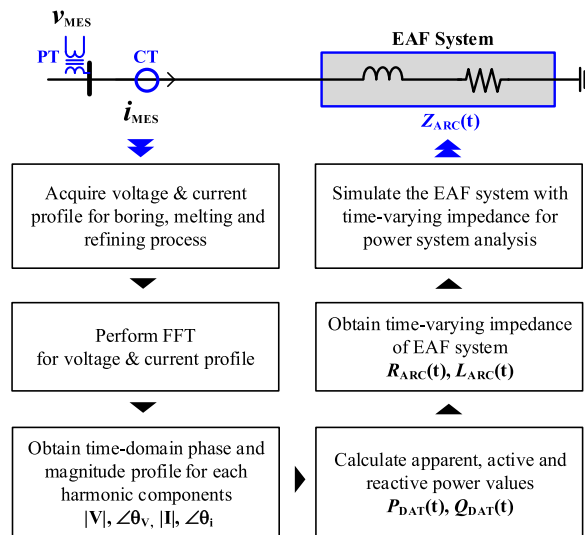 vMES
PT
CT
iMES
EAF System
ZARC(t)
Acquire voltage & current
profile for boring, melting and
refining process
Perform FFT
for voltage & current profile
Obtain time-domain phase and
magnitude profile for each
harmonic components
|V|, ∠θV, |I|, ∠θi
Calculate apparent, active and
reactive power values
PDAT(t), QDAT(t)
Obtain time-varying impedance
of EAF system
RARC(t), LARC(t)
Simulate the EAF system with
time-varying impedance for
power system analysis